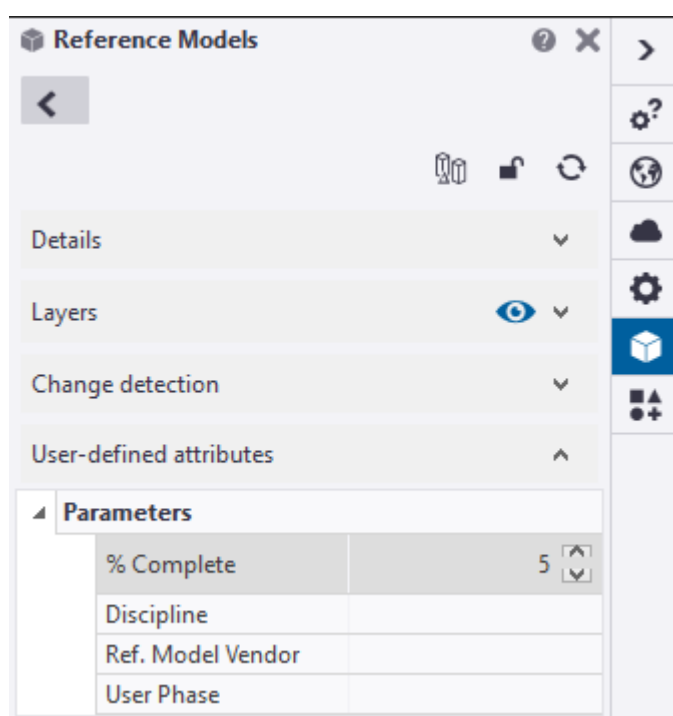 Reference Models
Details
Layers
Change detection
User-defined attributes
Parameters
% Complete 5
Discipline
Ref. Model Vendor
User Phase